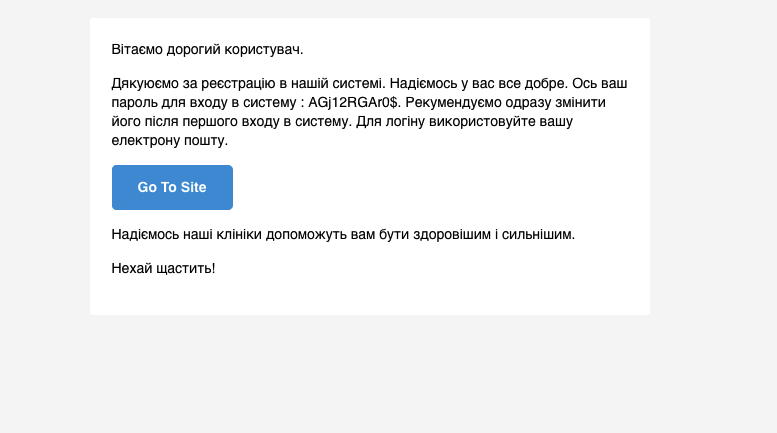 Вітаємо дорогий користувач.
Дякуюємо за реєстрацію в нашій системі. Надіємось у вас все добре. Ось ваш
пароль для входу в систему : AGj12RGAr0$. Рекумендуємо одразу змінити
його після першого входу в систему. Для логіну використовуйте вашу
електрону пошту.
Go To Site
Надіємось наші клініки допоможуть вам бути здоровішим і сильнішим.
Нехай щастить!